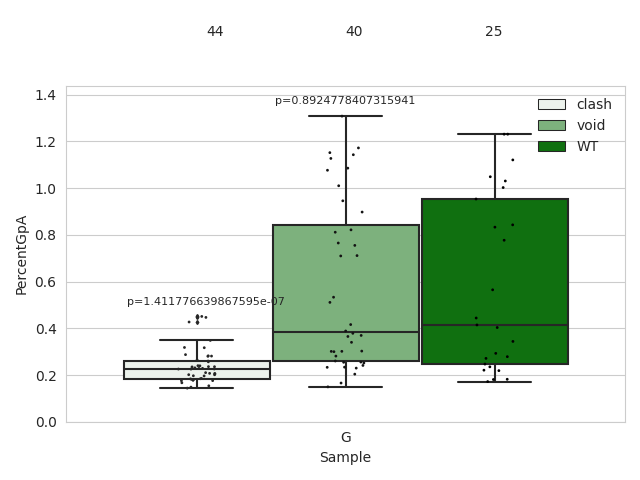 44 40 25
1.4
p=0.8924778407315941
clash
void
WT
1.2
1.0
0.8
0.6
p=1.411776639867595e-07
0.4
0.2
0.0
PercentGpA
G
Sample